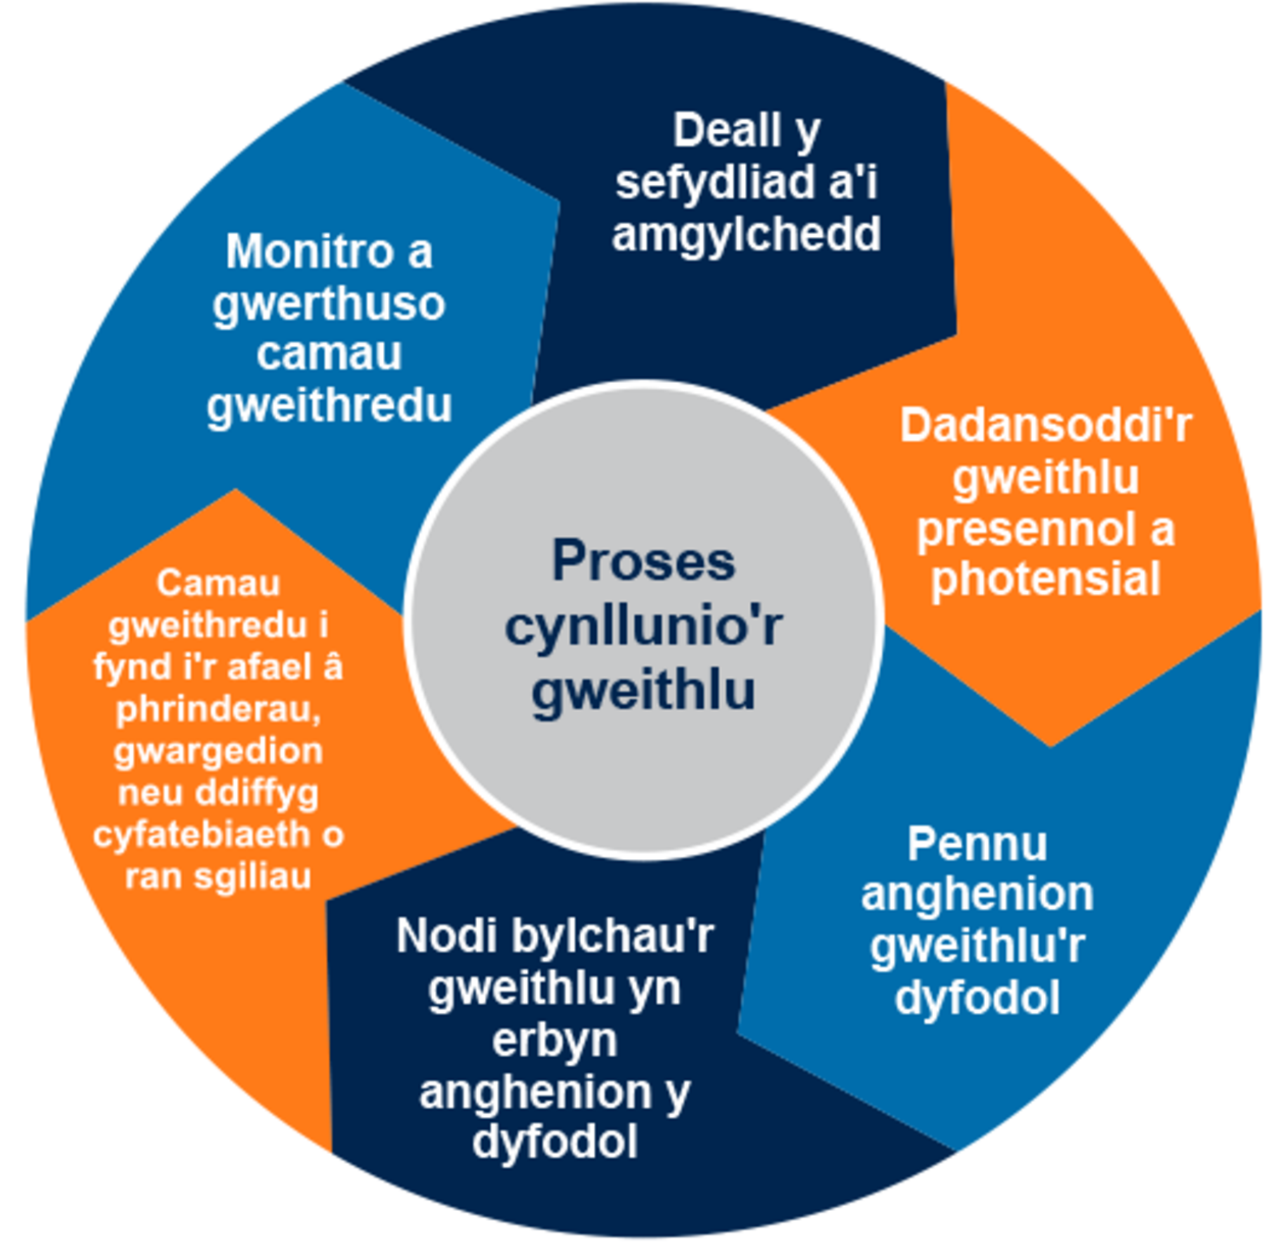 Deall y
sefydliad a'i
amgylchedd
Dadansoddi'r
gweithlu
presennol a
photensial
Pennu
anghenion
gweithlu'r
dyfodol
Nodi bylchau'r
gweithlu yn
erbyn
anghenion y
dyfodol
Camau
gweithredu i
fynd i'r afael â
phrinderau,
gwargedion
neu ddiffyg
cyfatebiaeth o
ran sgiliau
Monitro a
gwerthuso
camau
gweithredu
Proses
cynllunio'r
gweithlu